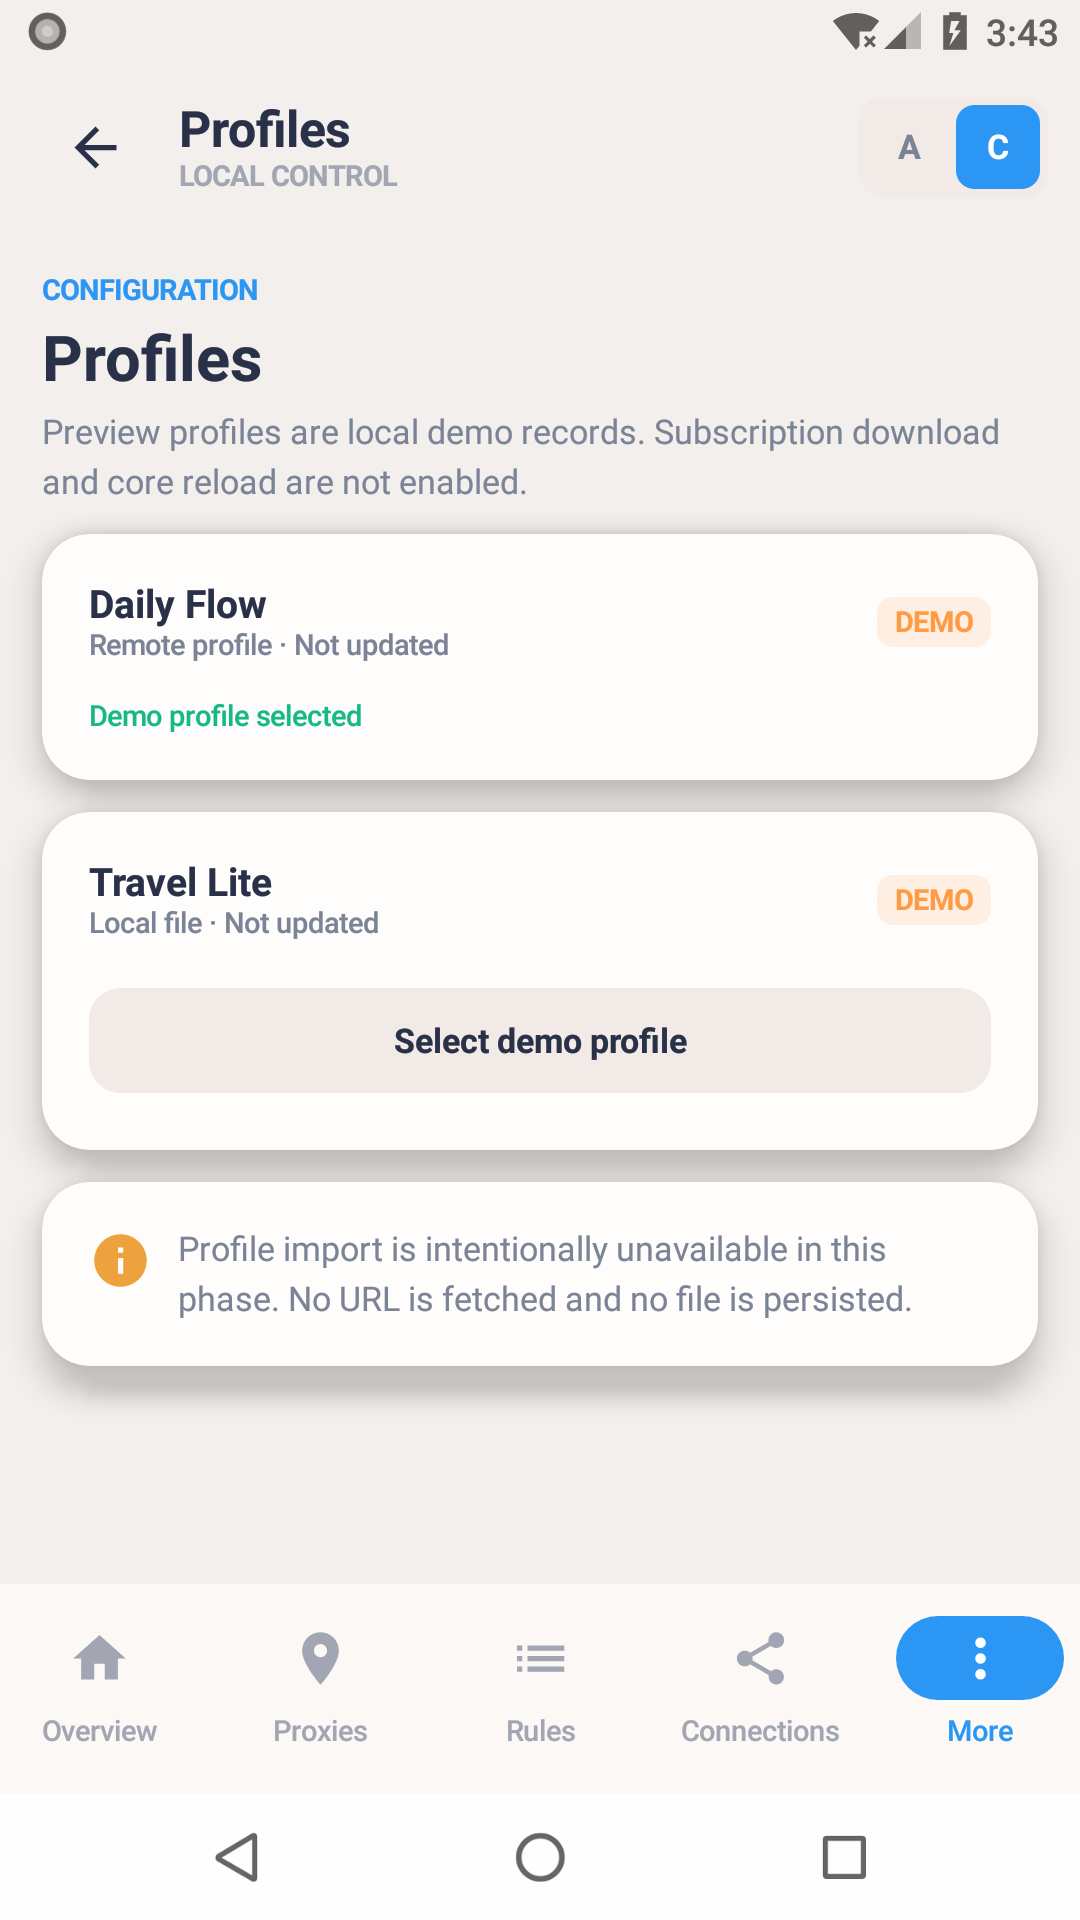 3:43
Profiles
LOCAL CONTROL
A
C
CONFIGURATION
Profiles
Preview profiles are local demo records. Subscription download
and core reload are not enabled.
Daily Flow
DEMO
Remote profile · Not updated
Demo profile selected
Travel Lite
DEMO
Local file · Not updated
Select demo profile
Profile import is intentionally unavailable in this
phase. No URL is fetched and no file is persisted.
Overview
Proxies
Rules
Connections
More